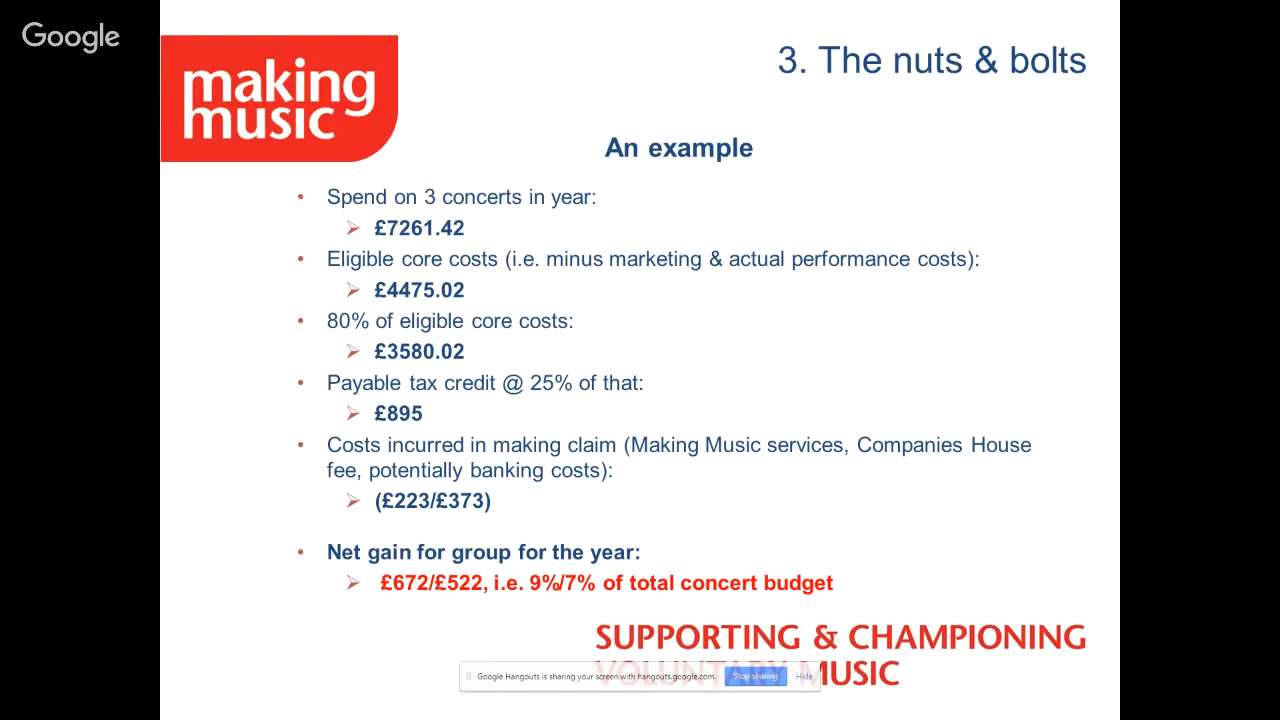 Google
making
music
3. The nuts & bolts
An example
• Spend on 3 concerts in year:
➢ £7261.42
• Eligible core costs (i.e. minus marketing & actual performance costs):
➢ £4475.02
• 80% of eligible core costs:
➢ £3580.02
• Payable tax credit @ 25% of that:
➢ £895
• Costs incurred in making claim (Making Music services, Companies House
fee, potentially banking costs):
➢ (£223/£373)
• Net gain for group for the year:
➢ £672/£522, i.e. 9%/7% of total concert budget
SUPPORTING & CHAMPIONING
VOLUNTARY MUSIC
Google Hangouts is sharing your screen with hangouts.google.com. Stop sharing Hide